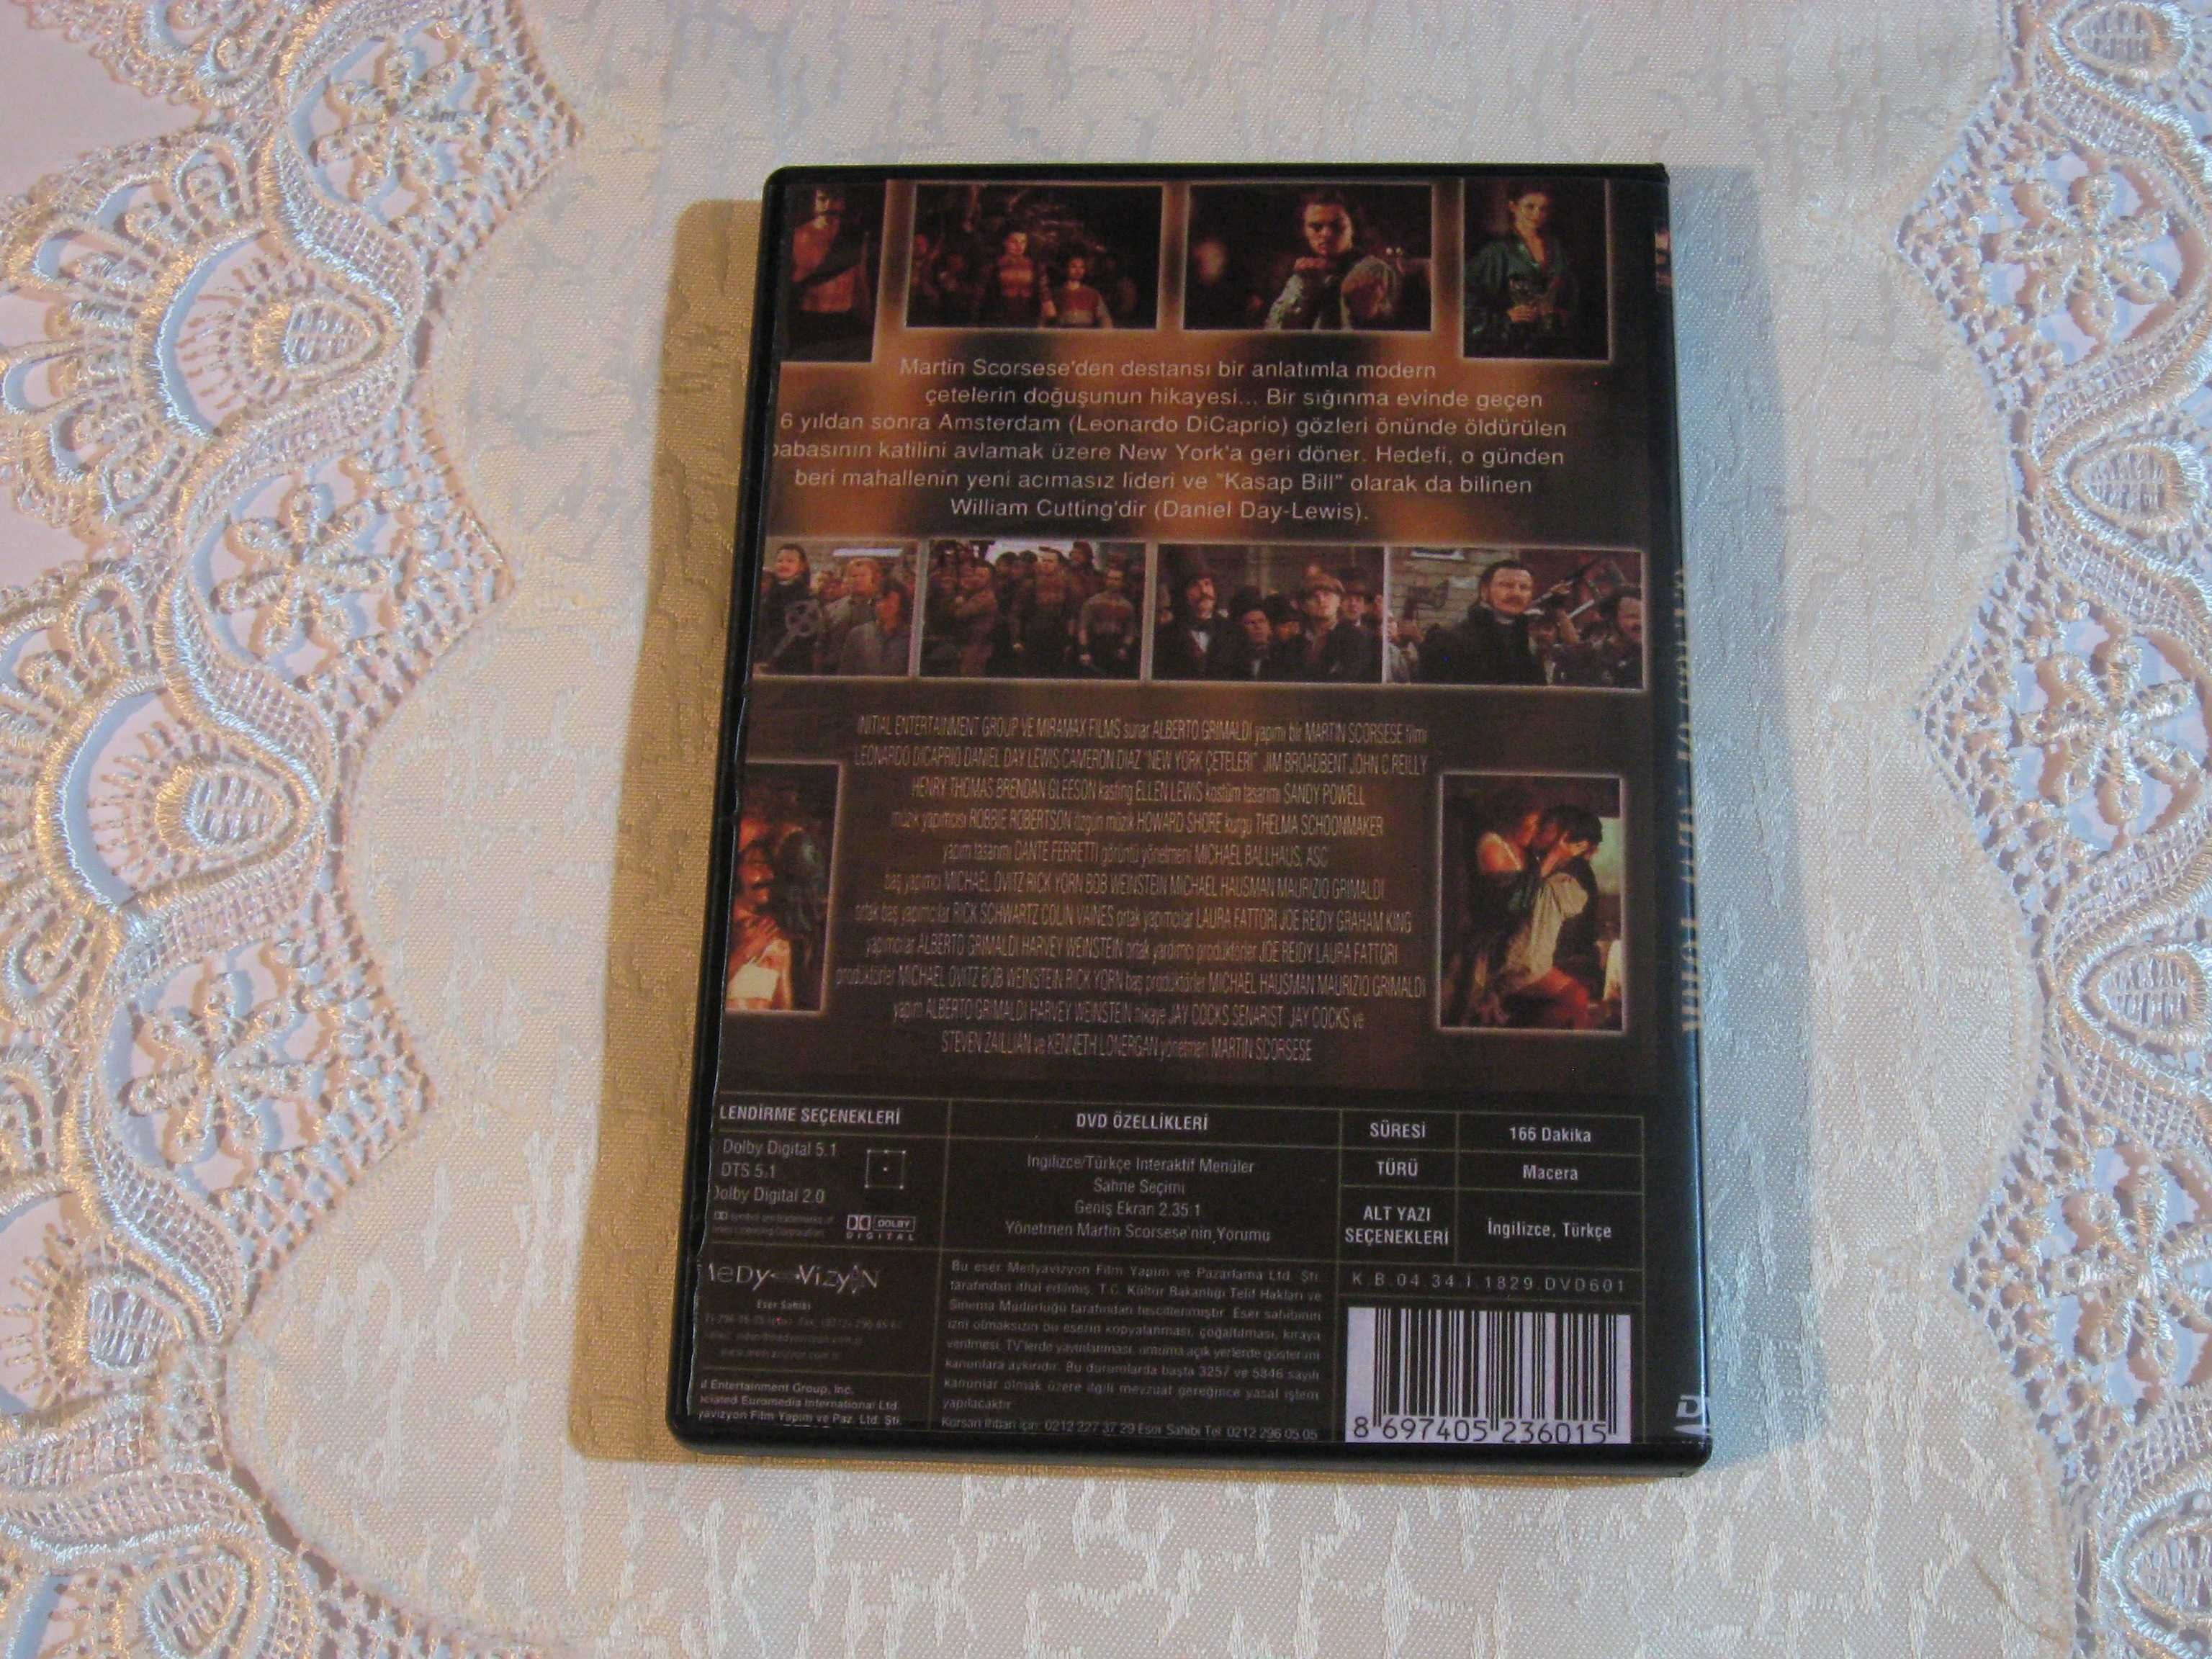 Martin Scorsese'den destansı bir anlatımla modern
çetelerin doğuşunun hikayesi... Bir sığınma evinde geçen
6 yıldan sonra Amsterdam (Leonardo DiCaprio) gözleri önünde öldürülen
babasının katilini avlamak üzere New York'a geri döner. Hedefi, o günden
beri mahallenin yeni acımasız lideri ve "Kasap Bill" olarak da bilinen
William Cutting'dir (Daniel Day-Lewis).
INITIAL ENTERTAINMENT GROUP VE MIRAMAX FILMS sunar ALBERTO GRIMALDI yapımı bir MARTIN SCORSESE filmi
LEONARDO DICAPRIO DANIEL DAY LEWIS CAMERON DIAZ "NEW YORK ÇETELERI" JIM BROADBENT JOHN C.REILLY
HENRY THOMAS BRENDAN GLEESON kasting ELLEN LEWIS kostüm tasarımı SANDY POWELL
müzik yapımcısı ROBBIE ROBERTSON özgün müzik HOWARD SHORE kurgu THELMA SCHOONMAKER
yapım tasarımı DANTE FERRETTI görüntü yönetmeni MICHAEL BALLHAUS, ASC
baş yapımcı MICHAEL OVITZ RICK YORN BOB WEINSTEIN MICHAEL HAUSMAN MAURIZIO GRIMALDI
ortak baş yapımcılar RICK SCHWARTZ COLIN VAINES ortak yapımcılar LAURA FATTORI JOE REIDY GRAHAM KING
yapımcılar ALBERTO GRIMALDI HARVEY WEINSTEIN ortak yardımcı prodüktörler JOE REIDY LAURA FATTORI
prodüktörler MICHAEL OVITZ BOB WEINSTEIN RICK YORN baş prodüktörler MICHAEL HAUSMAN MAURIZIO GRIMALDI
yapım ALBERTO GRIMALDI HARVEY WEINSTEIN hikaye JAY COCKS SENARIST JAY COCKS ve
STEVEN ZAILLIAN ve KENNETH LONERGAN yönetmen MARTIN SCORSESE
LENDİRME SEÇENEKLERİ
Dolby Digital 5.1
DTS 5.1
Dolby Digital 2.0
DOLBY
DIGITAL
DVD ÖZELLİKLERİ
İngilizce/Türkçe İnteraktif Menüler
Sahne Seçimi
Geniş Ekran 2.35:1
Yönetmen Martin Scorsese'nin Yorumu
SÜRESİ 166 Dakika
TÜRÜ Macera
ALT YAZI
SEÇENEKLERİ İngilizce, Türkçe
MeDyaVizyoN
Eser Sahibi
Entertainment Group, Inc.
ciated Euromedia International Ltd
yavizyon Film Yapım ve Paz. Ltd. Şti.
Bu eser Medyavizyon Film Yapım ve Pazarlama Ltd. Şti.
tarafından ithal edilmiş, T.C. Kültür Bakanlığı Telif Hakları ve
Sinema Müdürlüğü tarafından tescillenmiştir. Eser sahibinin
izni olmaksızın bu eserin kopyalanması, çoğaltılması, kiraya
verilmesi, TV'lerde yayınlanması, umuma açık yerlerde gösterimi
kanunlara aykırıdır. Bu durumlarda başta 3257 ve 5846 sayılı
kanunlar olmak üzere ilgili mevzuat gereğince yasal işlem
yapılacaktır.
Korsan İhbarı için: 0212 227 37 29 Eser Sahibi Tel: 0212 296 05 05
K.B.04.34.İ.1829.DVD601
8 697405 236015